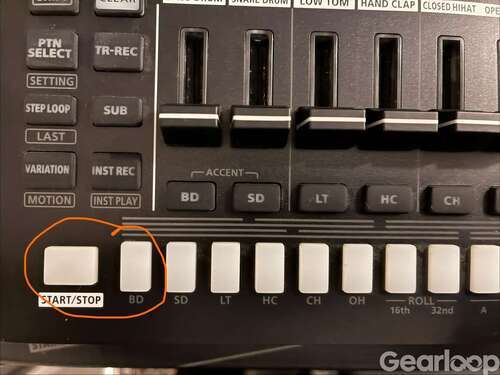 CLEAR
BASS DRUM SNARE DRUM LOW TOM HAND CLAP CLOSED HIHAT
PTN SELECT
TR-REC
SETTING
STEP LOOP
SUB
LAST
VARIATION
INST REC
ACCENT
MOTION
INST PLAY
BD SD LT HC CH
START/STOP
BD SD LT HC CH OH
ROLL
16th 32nd A
Gearloop